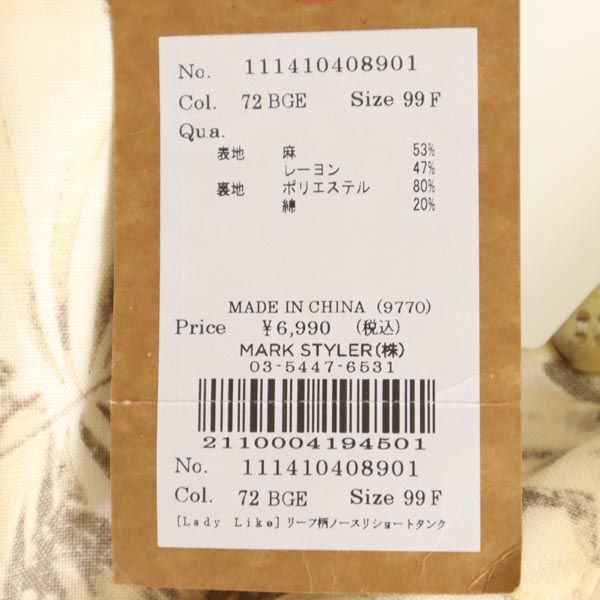 No. 111410408901
Col. 72 BGE Size 99 F
Qu.a.
表地 麻 53%
レーヨン 47%
裏地 ポリエステル 80%
綿 20%
MADE IN CHINA (9770)
Price ¥6,990 (税込)
MARK STYLER(株)
03-5447-6531
2110004194501
No. 111410408901
Col. 72 BGE Size 99 F
[Lady Like]リーフ柄ノースリショートタンク